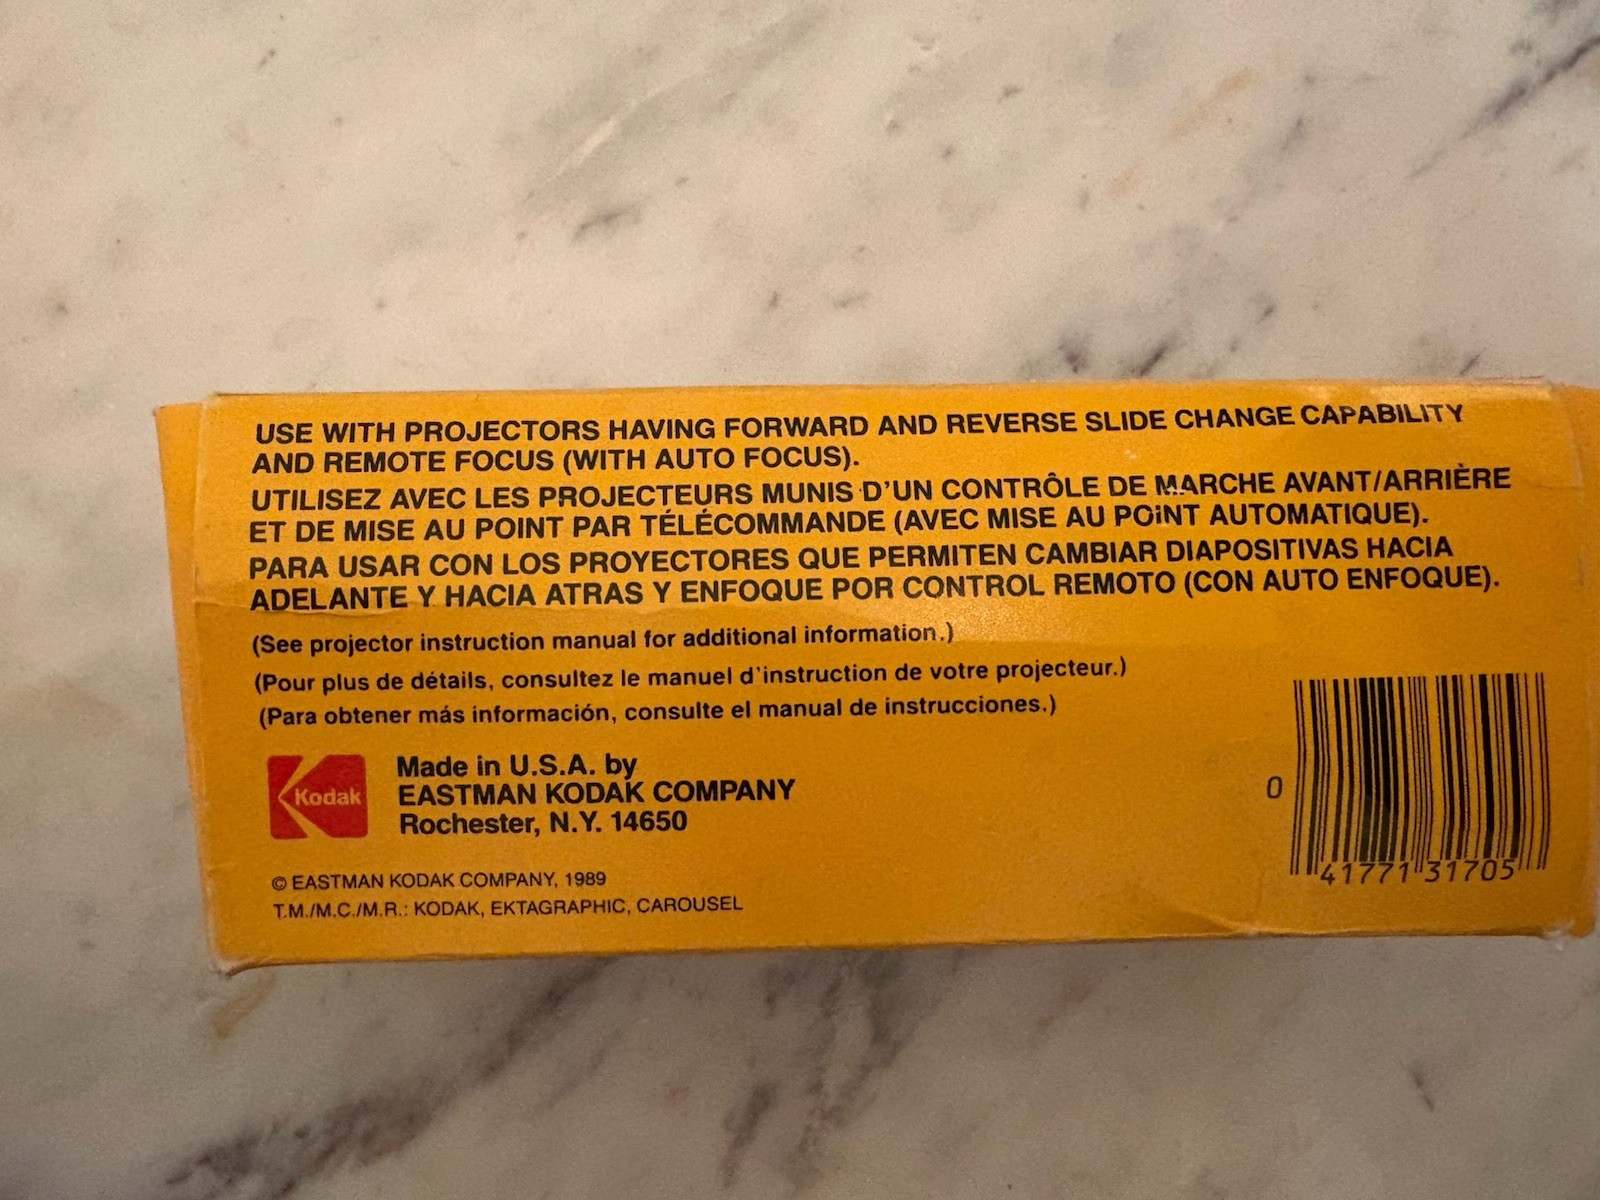 USE WITH PROJECTORS HAVING FORWARD AND REVERSE SLIDE CHANGE CAPABILITY
AND REMOTE FOCUS (WITH AUTO FOCUS).
UTILISEZ AVEC LES PROJECTEURS MUNIS D'UN CONTRÔLE DE MARCHE AVANT/ARRIÈRE
ET DE MISE AU POINT PAR TÉLÉCOMMANDE (AVEC MISE AU POINT AUTOMATIQUE).
PARA USAR CON LOS PROYECTORES QUE PERMITEN CAMBIAR DIAPOSITIVAS HACIA
ADELANTE Y HACIA ATRAS Y ENFOQUE POR CONTROL REMOTO (CON AUTO ENFOQUE).
(See projector instruction manual for additional information.)
(Pour plus de détails, consultez le manuel d'instruction de votre projecteur.)
(Para obtener más información, consulte el manual de instrucciones.)
Kodak
Made in U.S.A. by
EASTMAN KODAK COMPANY
Rochester, N.Y. 14650
© EASTMAN KODAK COMPANY, 1989
T.M./M.C./M.R.: KODAK, EKTAGRAPHIC, CAROUSEL
0 41771 31705